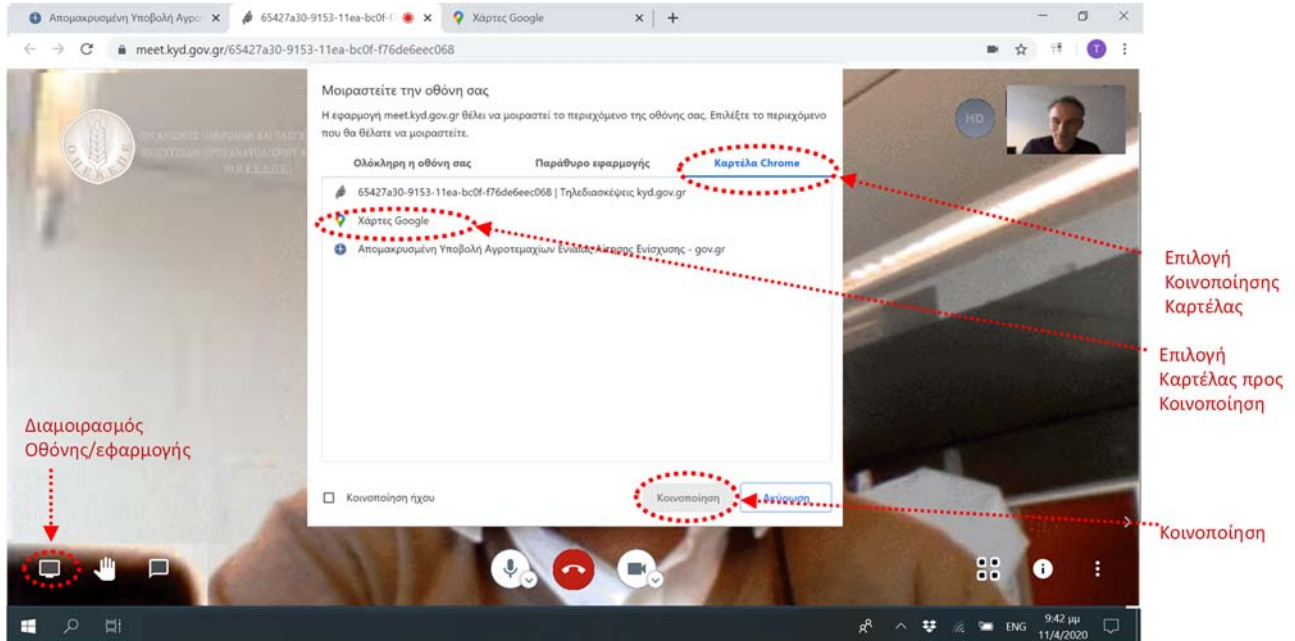 Απομακρυσμένη Υποβολή Αγρο
65427a30-9153-11ea-bc0f-f
Χάρτες Google
meet.kyd.gov.gr/65427a30-9153-11ea-bc0f-f76de6eec068
T
Μοιραστείτε την οθόνη σας
Η εφαρμογή meet.kyd.gov.gr θέλει να μοιραστεί το περιεχόμενο της οθόνης σας. Επιλέξτε το περιεχόμενο
που θα θέλατε να μοιραστείτε.
Ολόκληρη η οθόνη σας
Παράθυρο εφαρμογής
Καρτέλα Chrome
65427a30-9153-11ea-bc0f-f76de6eec068 | Τηλεδιασκέψεις kyd.gov.gr
Χάρτες Google
Απομακρυσμένη Υποβολή Αγροτεμαχίων Ενιαίας Αίτησης Ενίσχυσης - gov.gr
HD
Επιλογή
Κοινοποίησης
Καρτέλας
Επιλογή
Καρτέλας προς
Κοινοποίηση
Διαμοιρασμός
Οθόνης/εφαρμογής
Κοινοποίηση ήχου
Κοινοποίηση
Ακύρωση
Κοινοποίηση
ENG
9:42 μμ
11/4/2020